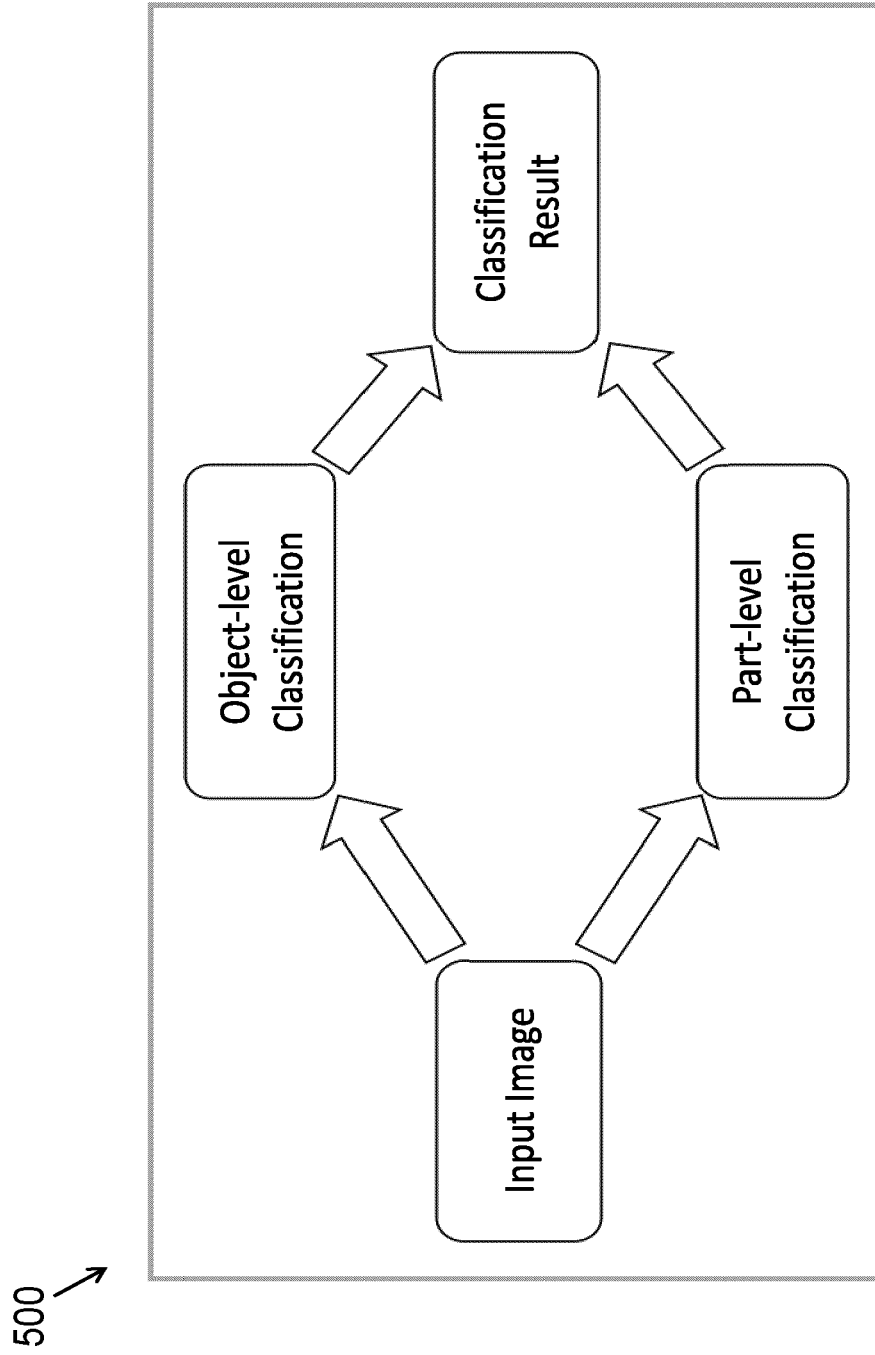 500
Input Image
Object-level
Classification
Part-level
Classification
Classification
Result